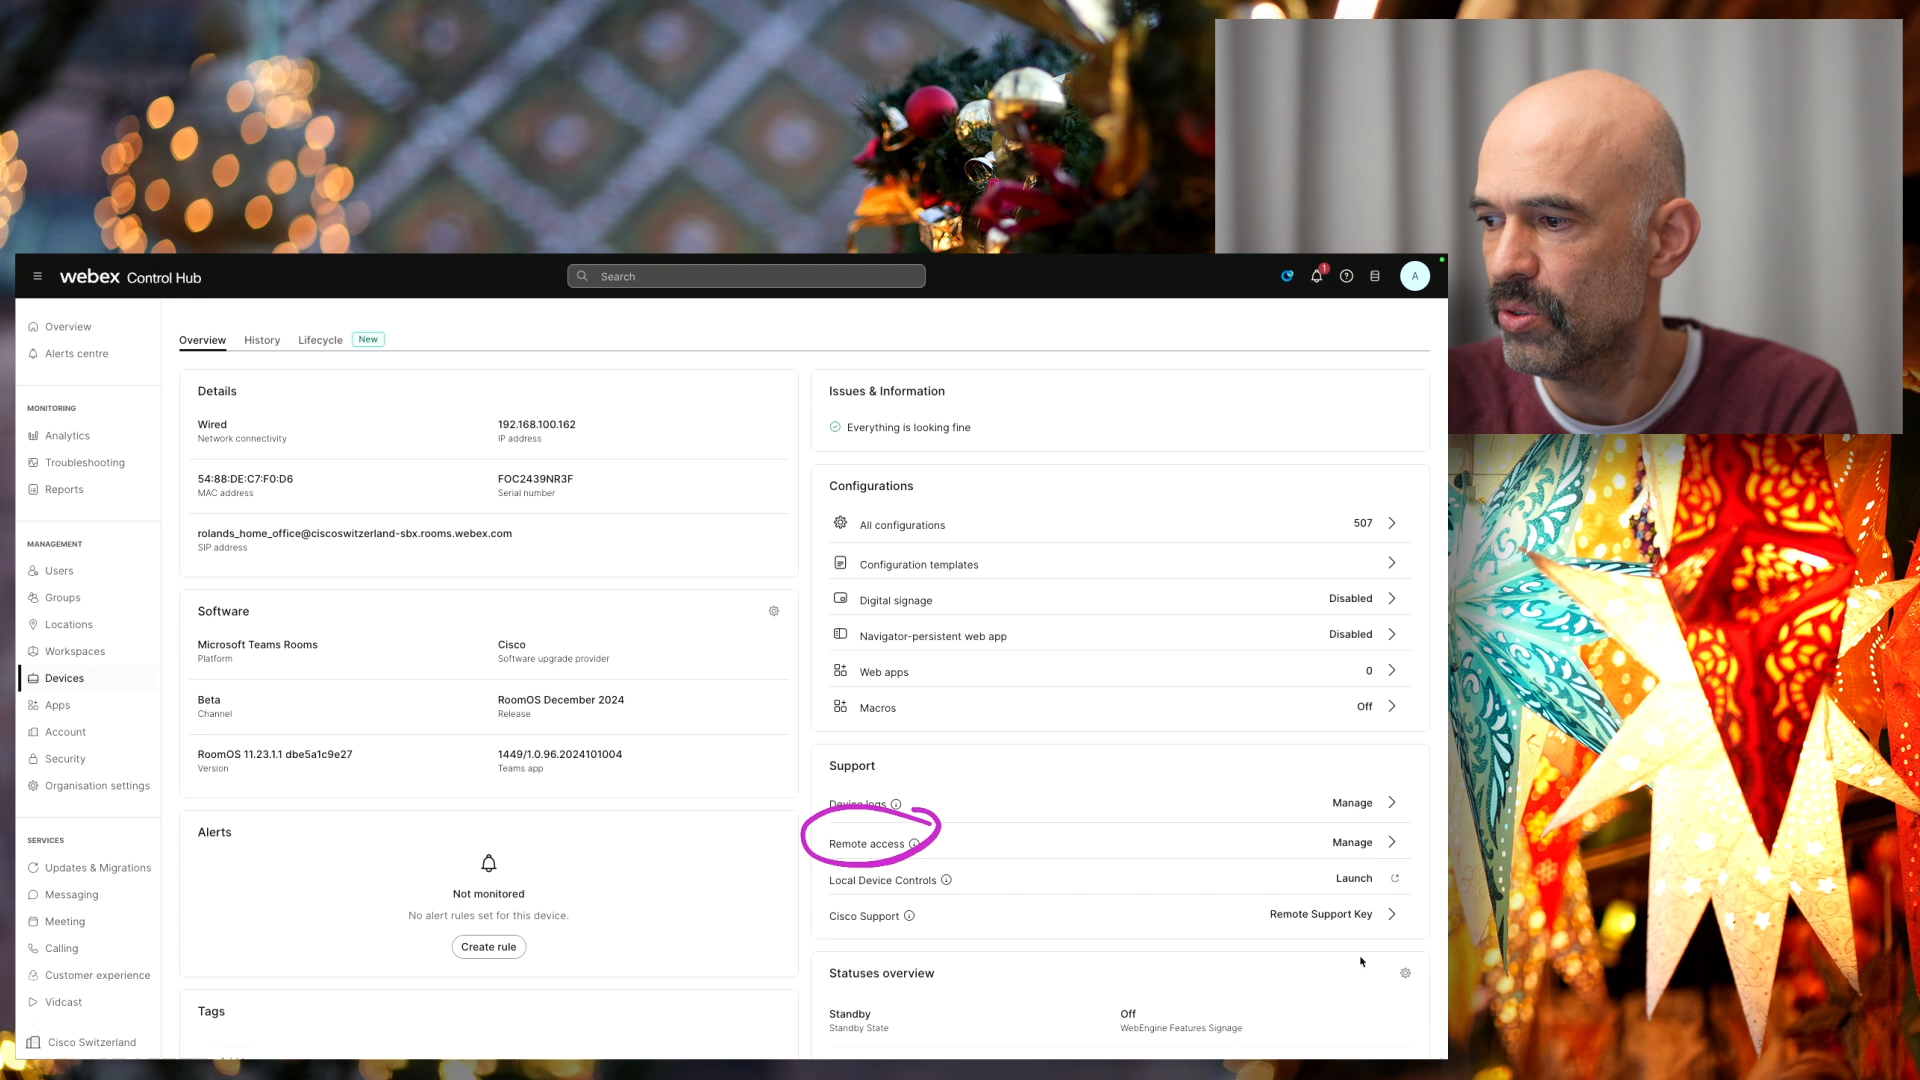 webex Control Hub
Search
1
A
Overview
Alerts centre
MONITORING
Analytics
Troubleshooting
Reports
MANAGEMENT
Users
Groups
Locations
Workspaces
Devices
Apps
Account
Security
Organisation settings
SERVICES
Updates & Migrations
Messaging
Meeting
Calling
Customer experience
Vidcast
Cisco Switzerland
Overview History Lifecycle New
Details
Wired
Network connectivity
192.168.100.162
IP address
54:88:DE:C7:F0:D6
MAC address
FOC2439NR3F
Serial number
rolands_home_office@ciscoswitzerland-sbx.rooms.webex.com
SIP address
Software
Microsoft Teams Rooms
Platform
Cisco
Software upgrade provider
Beta
Channel
RoomOS December 2024
Release
RoomOS 11.23.1.1 dbe5a1c9e27
Version
1449/1.0.96.2024101004
Teams app
Alerts
Not monitored
No alert rules set for this device.
Create rule
Tags
Issues & Information
Everything is looking fine
Configurations
All configurations 507
Configuration templates
Digital signage Disabled
Navigator-persistent web app Disabled
Web apps 0
Macros Off
Support
Device logs Manage
Remote access Manage
Local Device Controls Launch
Cisco Support Remote Support Key
Statuses overview
Standby
Standby State
Off
WebEngine Features Signage